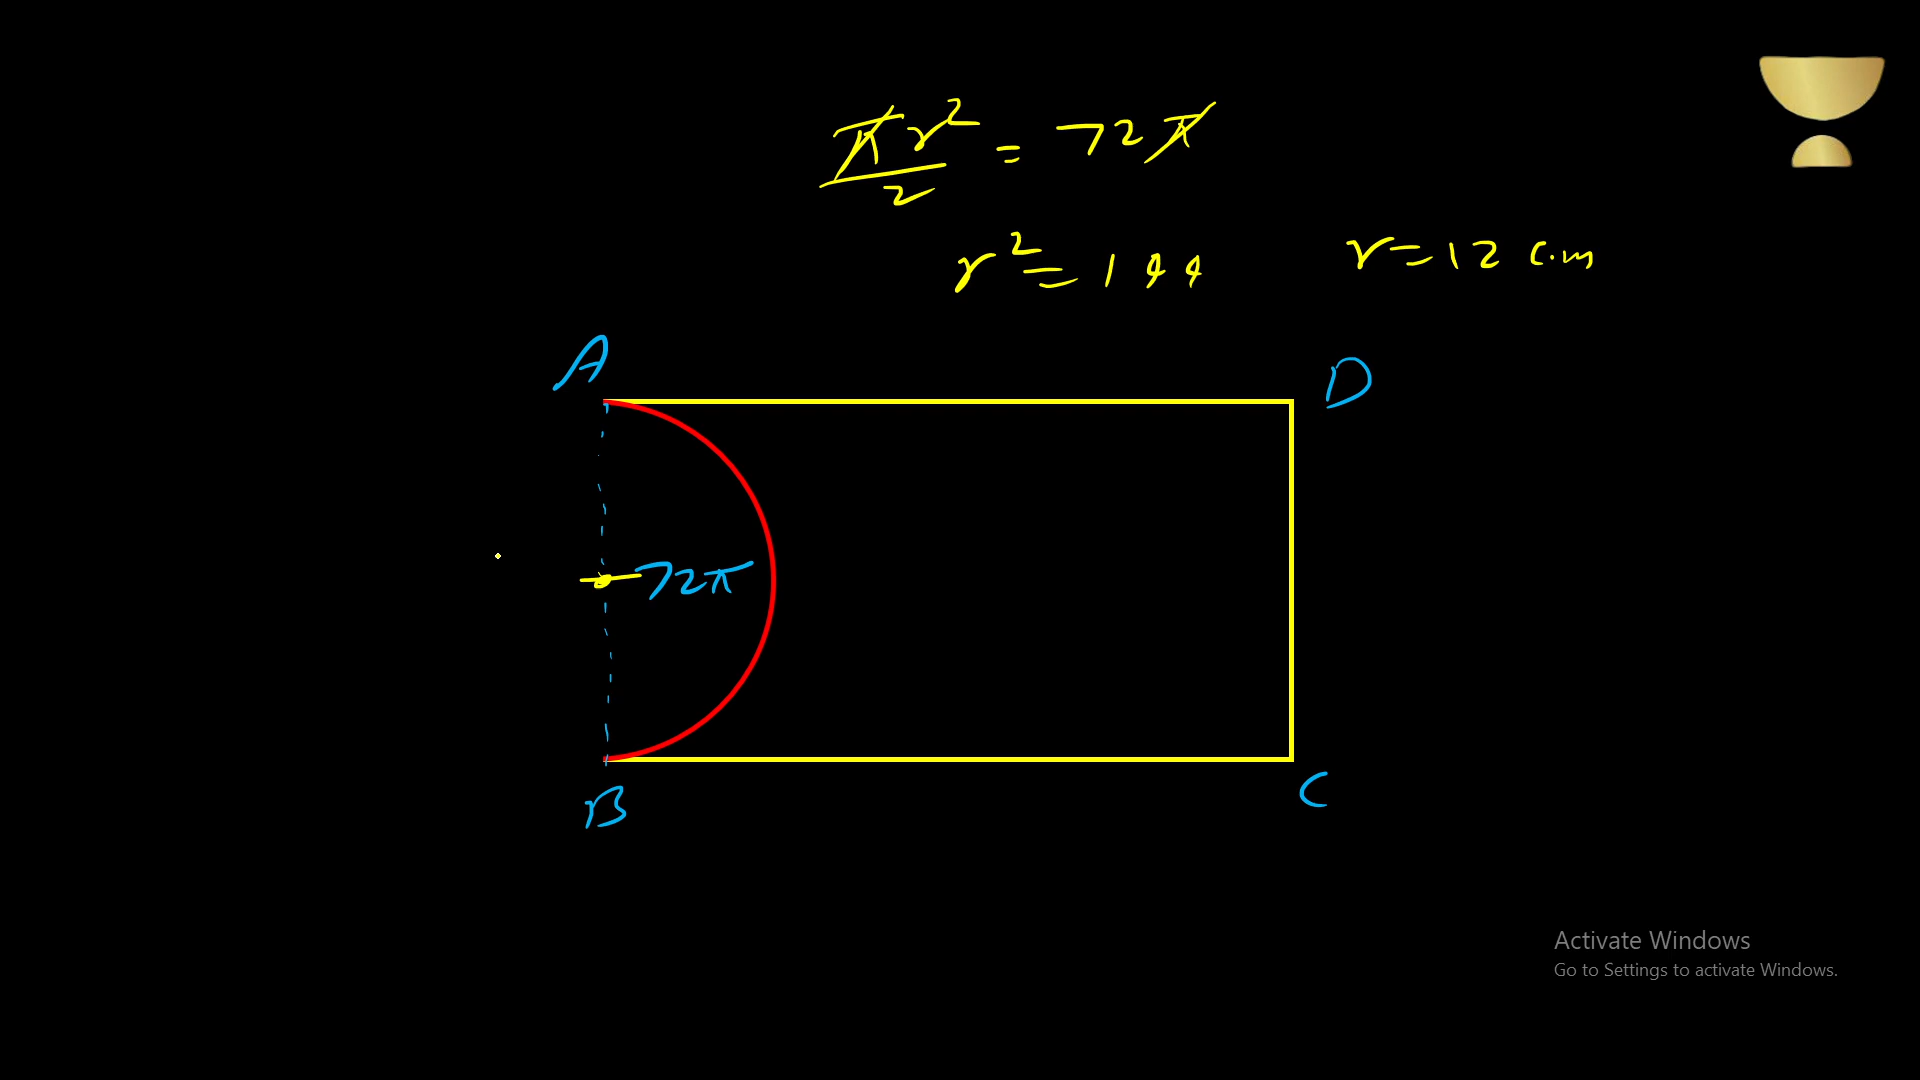 πr²/2 = 72π
r² = 144
r = 12 c.m
A
D
72π
B
C
Activate Windows
Go to Settings to activate Windows.